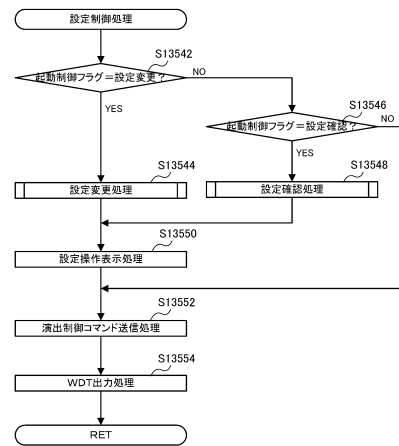 設定制御処理
S13542
起動制御フラグ=設定変更?
NO
YES
S13546
起動制御フラグ=設定確認?
NO
YES
S13544
設定変更処理
S13548
設定確認処理
S13550
設定操作表示処理
S13552
演出制御コマンド送信処理
S13554
WDT出力処理
RET